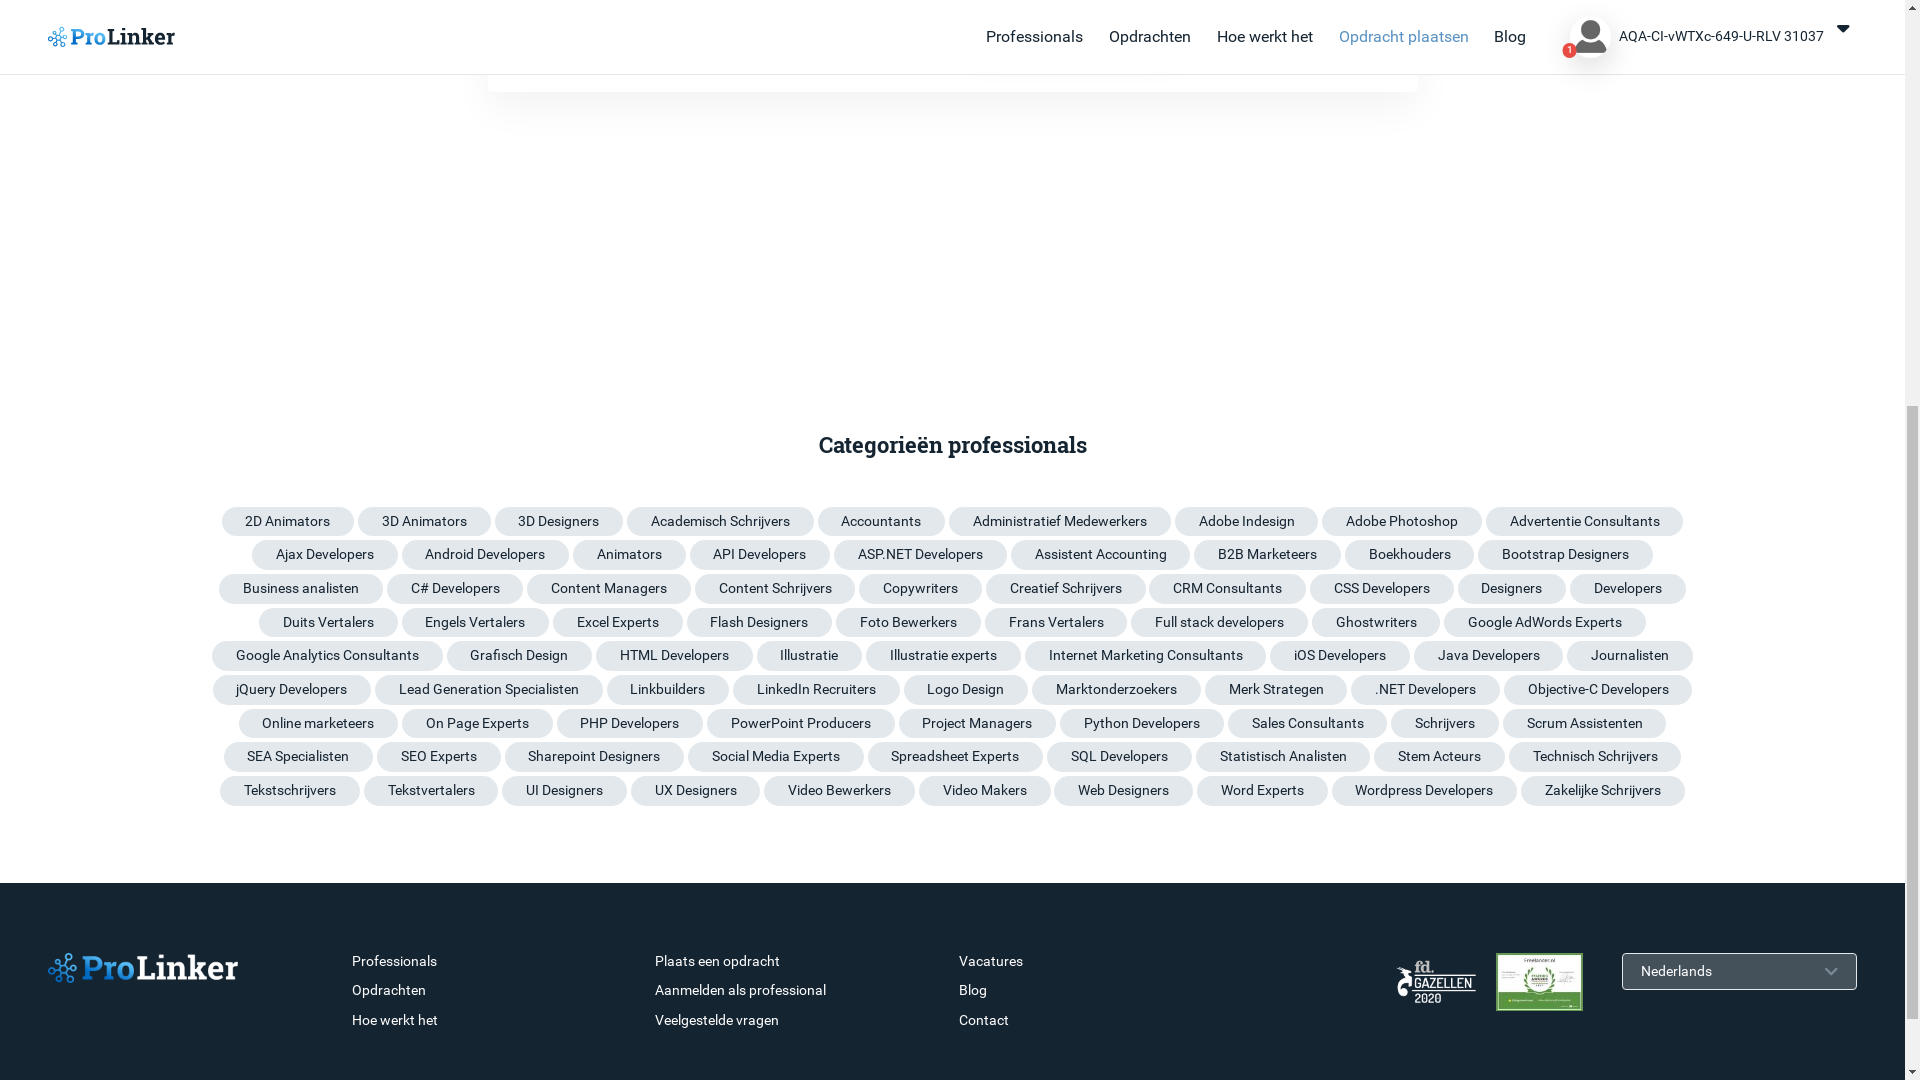 ProLinker
Professionals Opdrachten Hoe werkt het Opdracht plaatsen Blog 1 AQA-CI-vWTXc-649-U-RLV 31037
Categorieën professionals
2D Animators 3D Animators 3D Designers Academisch Schrijvers Accountants Administratief Medewerkers Adobe Indesign Adobe Photoshop Advertentie Consultants
Ajax Developers Android Developers Animators API Developers ASP.NET Developers Assistent Accounting B2B Marketeers Boekhouders Bootstrap Designers
Business analisten C# Developers Content Managers Content Schrijvers Copywriters Creatief Schrijvers CRM Consultants CSS Developers Designers Developers
Duits Vertalers Engels Vertalers Excel Experts Flash Designers Foto Bewerkers Frans Vertalers Full stack developers Ghostwriters Google AdWords Experts
Google Analytics Consultants Grafisch Design HTML Developers Illustratie Illustratie experts Internet Marketing Consultants iOS Developers Java Developers Journalisten
jQuery Developers Lead Generation Specialisten Linkbuilders LinkedIn Recruiters Logo Design Marktonderzoekers Merk Strategen .NET Developers Objective-C Developers
Online marketeers On Page Experts PHP Developers PowerPoint Producers Project Managers Python Developers Sales Consultants Schrijvers Scrum Assistenten
SEA Specialisten SEO Experts Sharepoint Designers Social Media Experts Spreadsheet Experts SQL Developers Statistisch Analisten Stem Acteurs Technisch Schrijvers
Tekstschrijvers Tekstvertalers UI Designers UX Designers Video Bewerkers Video Makers Web Designers Word Experts Wordpress Developers Zakelijke Schrijvers
ProLinker
Professionals
Opdrachten
Hoe werkt het
Plaats een opdracht
Aanmelden als professional
Veelgestelde vragen
Vacatures
Blog
Contact
fd.
GAZELLEN
2020
Freelancer.nl
Nederlands